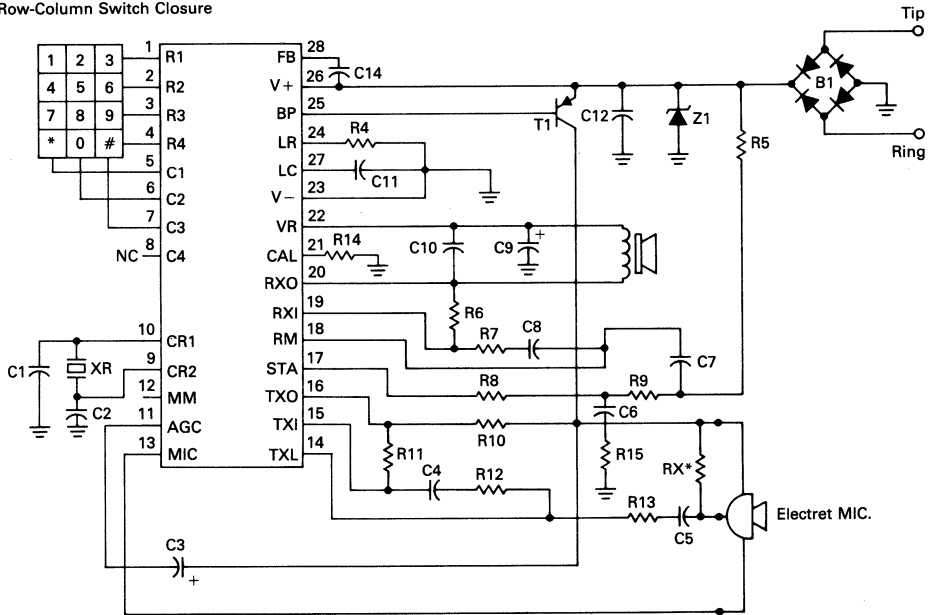 Row-Column Switch Closure
Tip
Ring
B1
1 2 3
4 5 6
7 8 9
* 0 #
1 R1
2 R2
3 R3
4 R4
5 C1
6 C2
7 C3
NC 8 C4
10 CR1
9 CR2
12 MM
11 AGC
13 MIC
FB 28
V+ 26
BP 25
LR 24
LC 27
V− 23
VR 22
CAL 21
RXO 20
RXI 19
RM 18
STA 17
TXO 16
TXI 15
TXL 14
C14
T1
C12
Z1
R5
R4
C11
C10
C9 +
R14
R6
R7
C8
C7
R8
R9
C6
R10
R15
RX*
R11
C4
R12
R13
C5
Electret MIC.
C1
XR
C2
C3
+